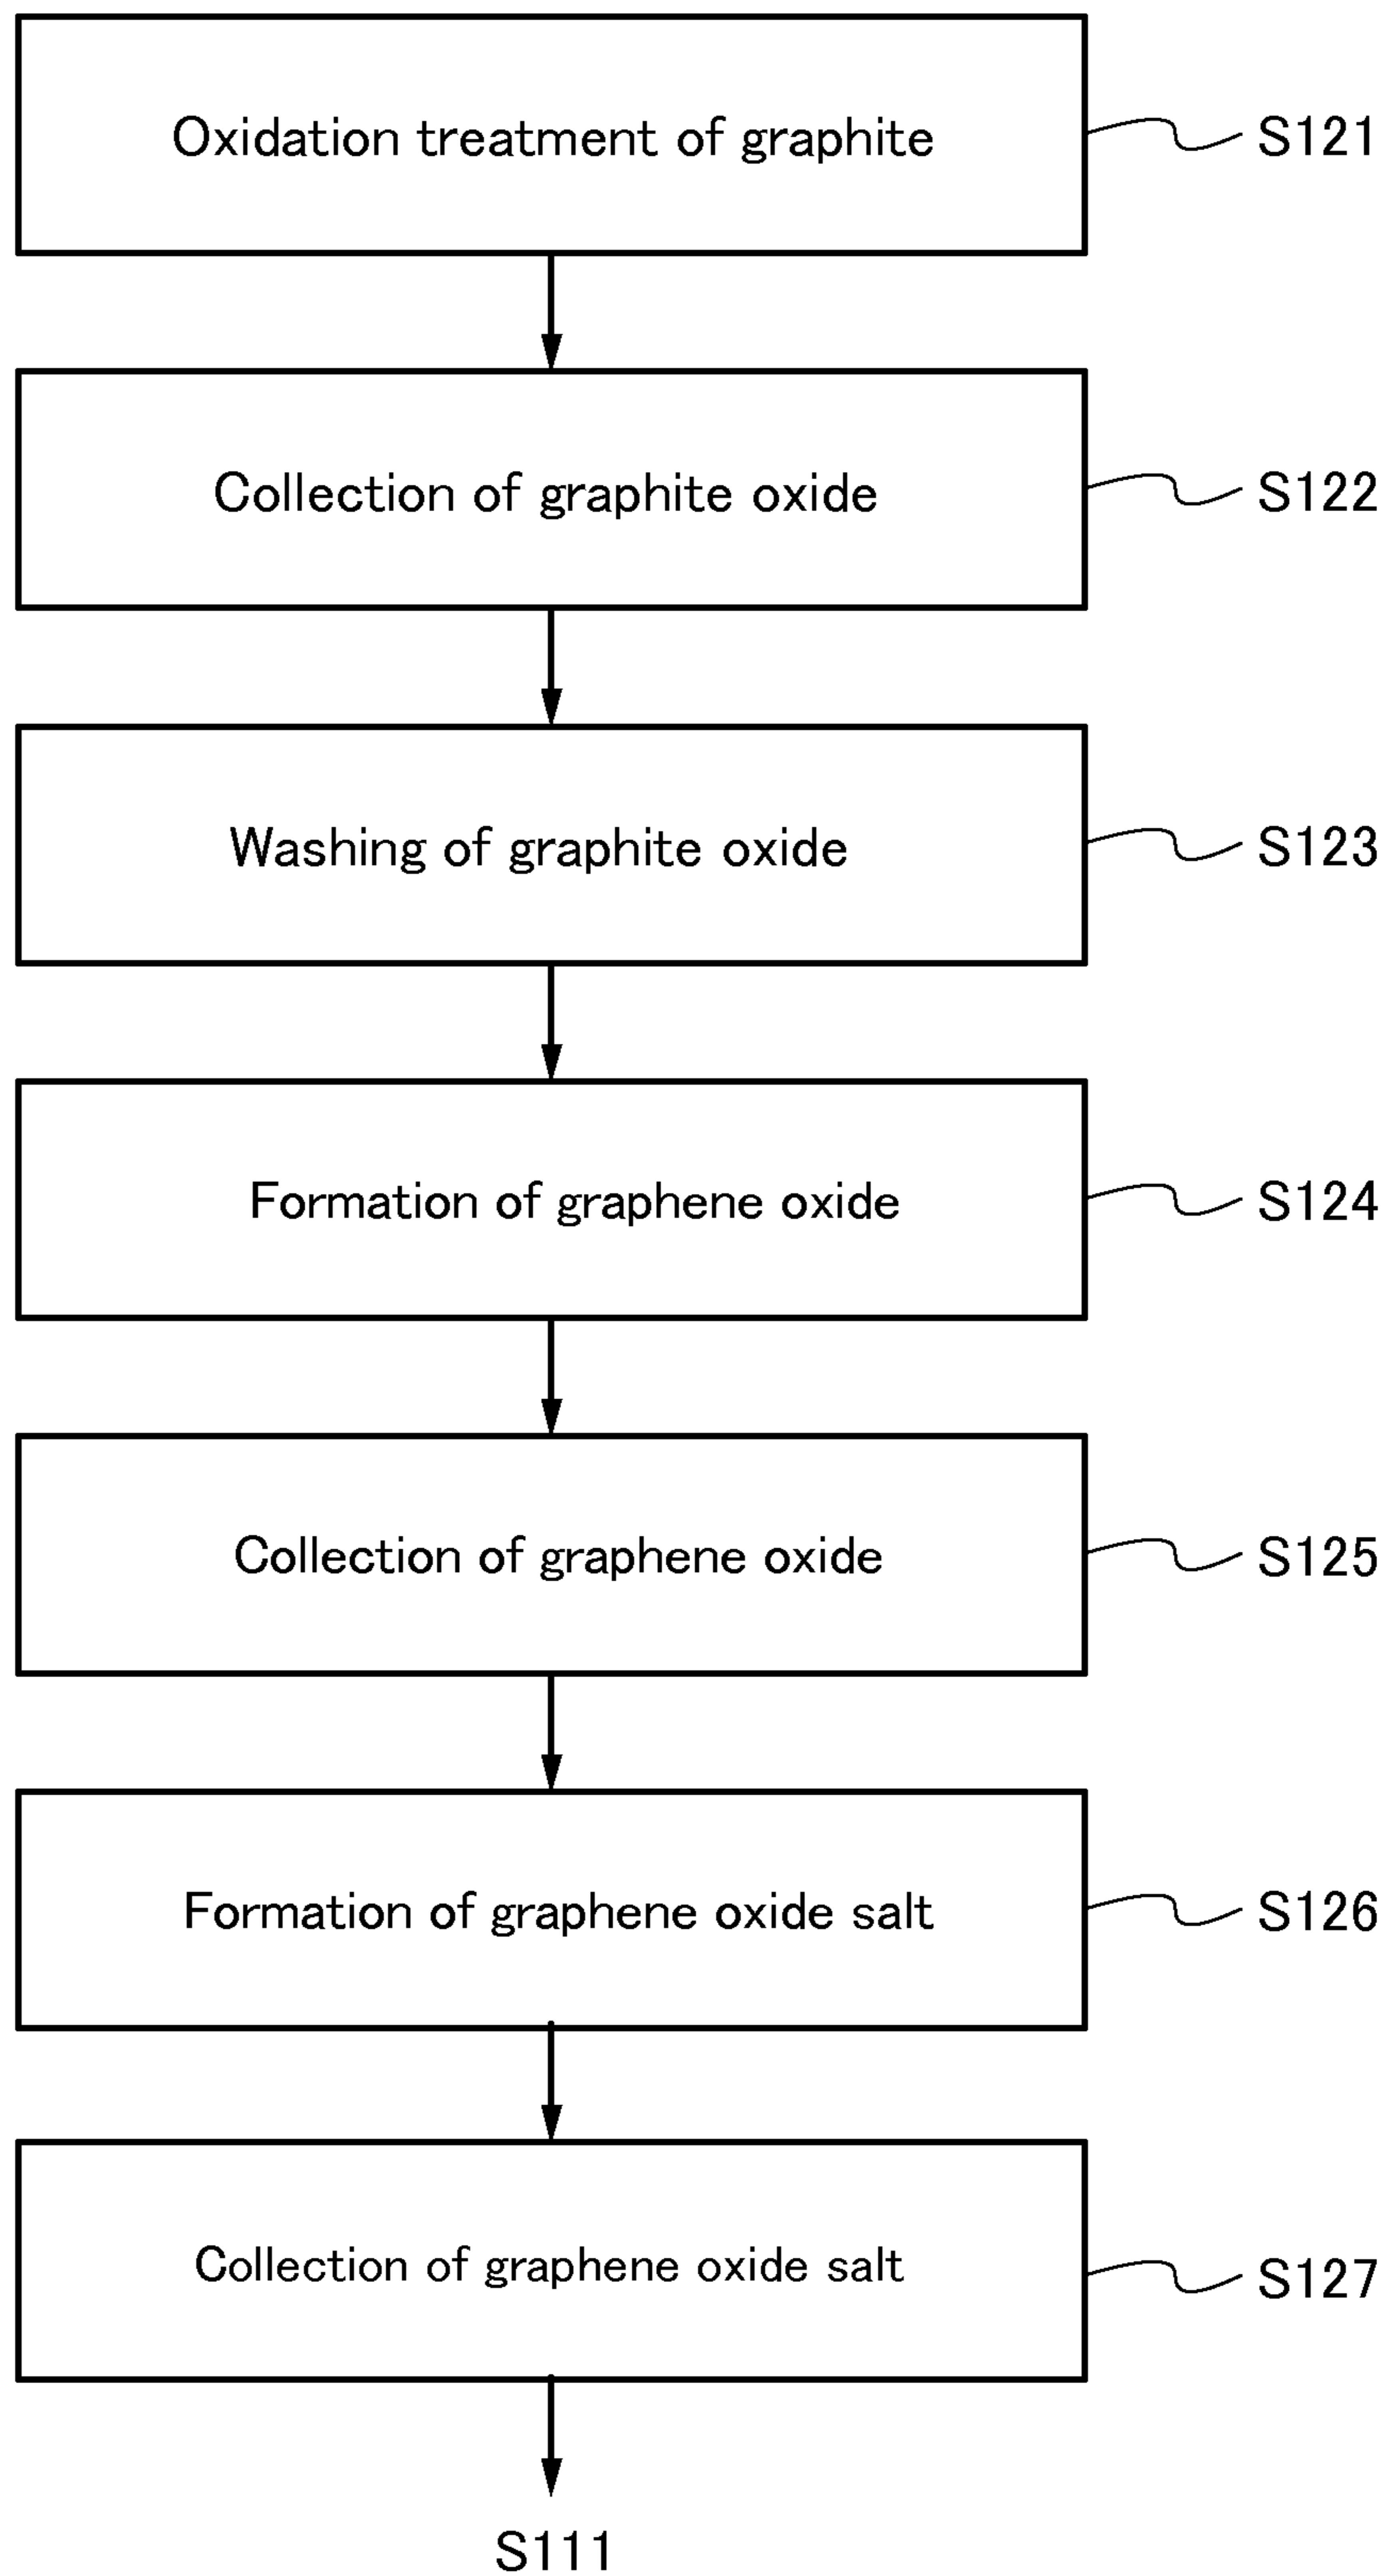 Oxidation treatment of graphite
S121
Collection of graphite oxide
S122
Washing of graphite oxide
S123
Formation of graphene oxide
S124
Collection of graphene oxide
S125
Formation of graphene oxide salt
S126
Collection of graphene oxide salt
S127
S111